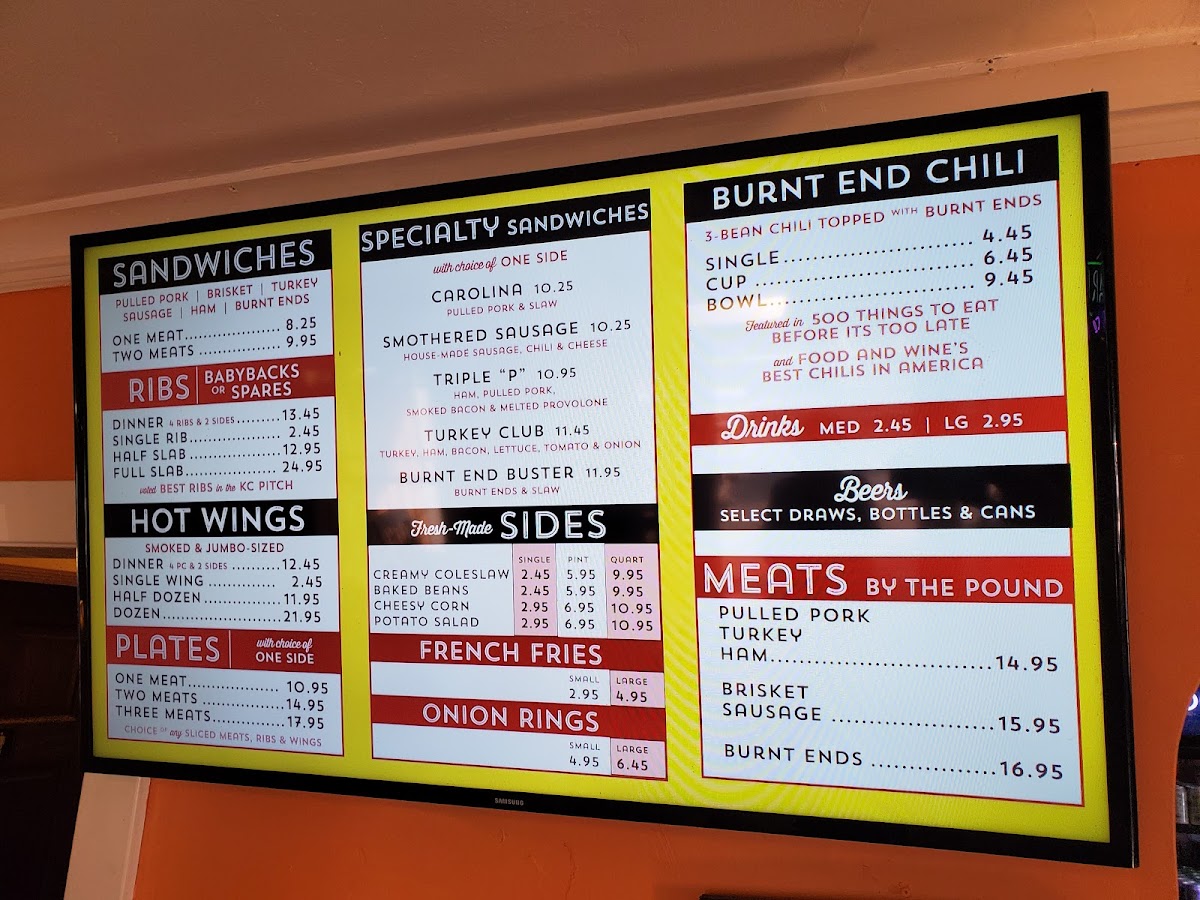 SANDWICHES
PULLED PORK | BRISKET | TURKEY
SAUSAGE | HAM | BURNT ENDS
ONE MEAT.................. 8.25
TWO MEATS ............... 9.95
RIBS | BABYBACKS OR SPARES
DINNER 4 RIBS & 2 SIDES.......13.45
SINGLE RIB................. 2.45
HALF SLAB.................12.95
FULL SLAB................. 24.95
voted BEST RIBS in the KC PITCH
HOT WINGS
SMOKED & JUMBO-SIZED
DINNER 4 PC & 2 SIDES .........12.45
SINGLE WING ............... 2.45
HALF DOZEN...............11.95
DOZEN......................21.95
PLATES | with choice of ONE SIDE
ONE MEAT................. 10.95
TWO MEATS ...............14.95
THREE MEATS.............17.95
CHOICE OF any SLICED MEATS, RIBS & WINGS
SPECIALTY SANDWICHES
with choice of ONE SIDE
CAROLINA 10.25
PULLED PORK & SLAW
SMOTHERED SAUSAGE 10.25
HOUSE-MADE SAUSAGE, CHILI & CHEESE
TRIPLE "P" 10.95
HAM, PULLED PORK,
SMOKED BACON & MELTED PROVOLONE
TURKEY CLUB 11.45
TURKEY, HAM, BACON, LETTUCE, TOMATO & ONION
BURNT END BUSTER 11.95
BURNT ENDS & SLAW
Fresh-Made SIDES
SINGLE PINT QUART
CREAMY COLESLAW 2.45 5.95 9.95
BAKED BEANS 2.45 5.95 9.95
CHEESY CORN 2.95 6.95 10.95
POTATO SALAD 2.95 6.95 10.95
FRENCH FRIES
SMALL LARGE
2.95 4.95
ONION RINGS
SMALL LARGE
4.95 6.45
BURNT END CHILI
3-BEAN CHILI TOPPED WITH BURNT ENDS
SINGLE........................ 4.45
CUP ........................... 6.45
BOWL.......................... 9.45
Featured in 500 THINGS TO EAT
BEFORE ITS TOO LATE
and FOOD AND WINE'S
BEST CHILIS IN AMERICA
Drinks MED 2.45 | LG 2.95
Beers
SELECT DRAWS, BOTTLES & CANS
MEATS BY THE POUND
PULLED PORK
TURKEY
HAM............................14.95
BRISKET
SAUSAGE ....................15.95
BURNT ENDS ................16.95
SAMSUNG